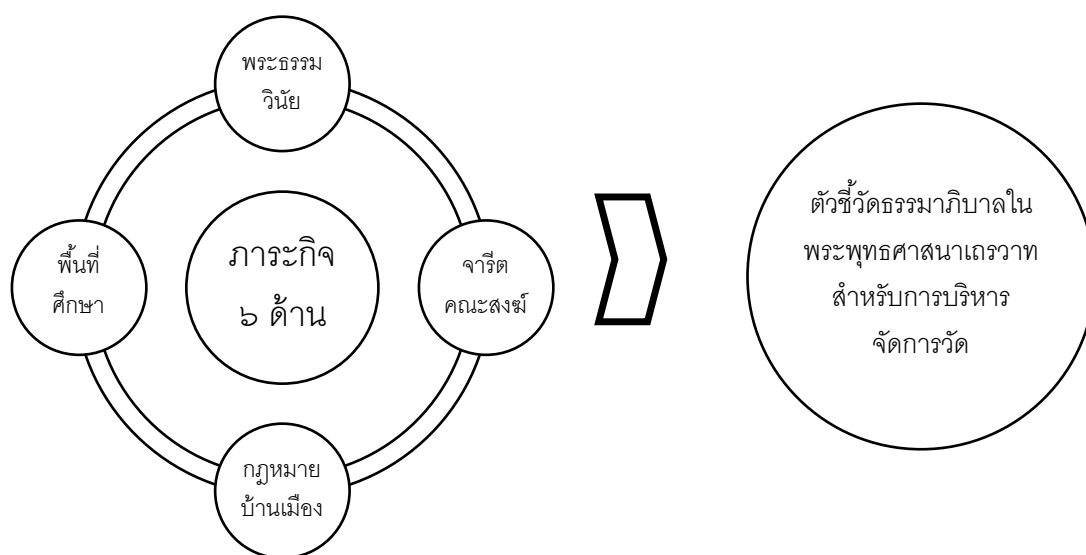 พระธรรม
วินัย
พื้นที่
ศึกษา
ภาระกิจ
๖ ด้าน
จารีต
คณะสงฆ์
กฎหมาย
บ้านเมือง
ตัวชี้วัดธรรมาภิบาลใน
พระพุทธศาสนาเถรวาท
สำหรับการบริหาร
จัดการวัด